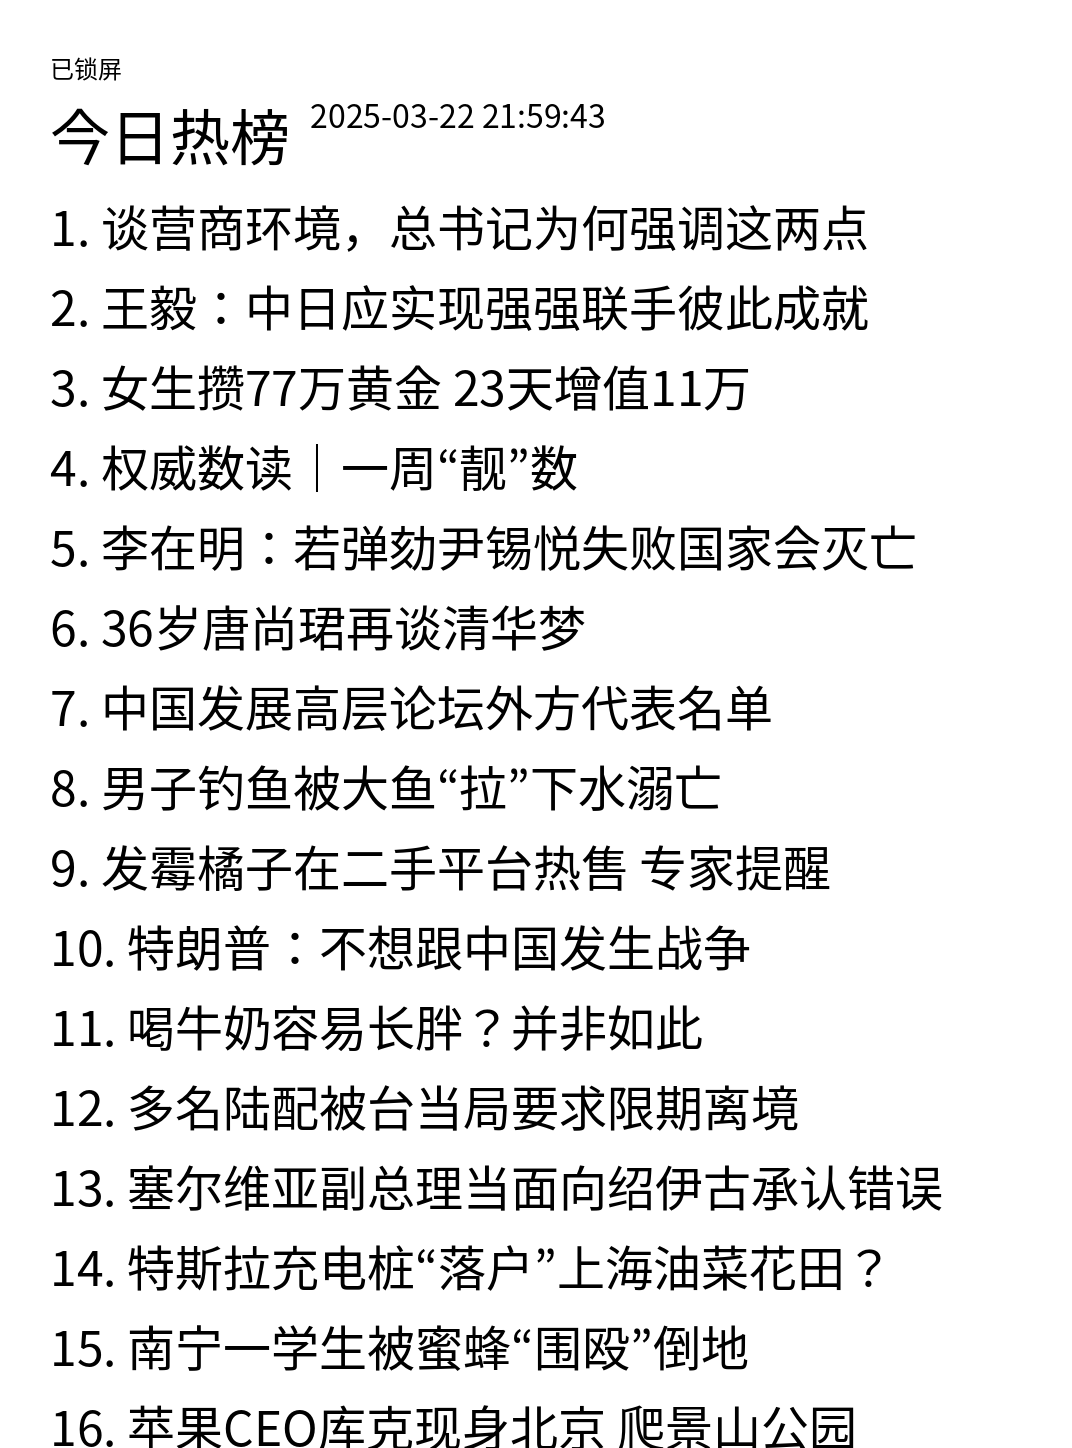 已锁屏
今日热榜 2025-03-22 21:59:43
1. 谈营商环境，总书记为何强调这两点
2. 王毅：中日应实现强强联手彼此成就
3. 女生攒77万黄金 23天增值11万
4. 权威数读｜一周“靓”数
5. 李在明：若弹劾尹锡悦失败国家会灭亡
6. 36岁唐尚珺再谈清华梦
7. 中国发展高层论坛外方代表名单
8. 男子钓鱼被大鱼“拉”下水溺亡
9. 发霉橘子在二手平台热售 专家提醒
10. 特朗普：不想跟中国发生战争
11. 喝牛奶容易长胖？并非如此
12. 多名陆配被台当局要求限期离境
13. 塞尔维亚副总理当面向绍伊古承认错误
14. 特斯拉充电桩“落户”上海油菜花田？
15. 南宁一学生被蜜蜂“围殴”倒地
16. 苹果CEO库克现身北京 爬景山公园